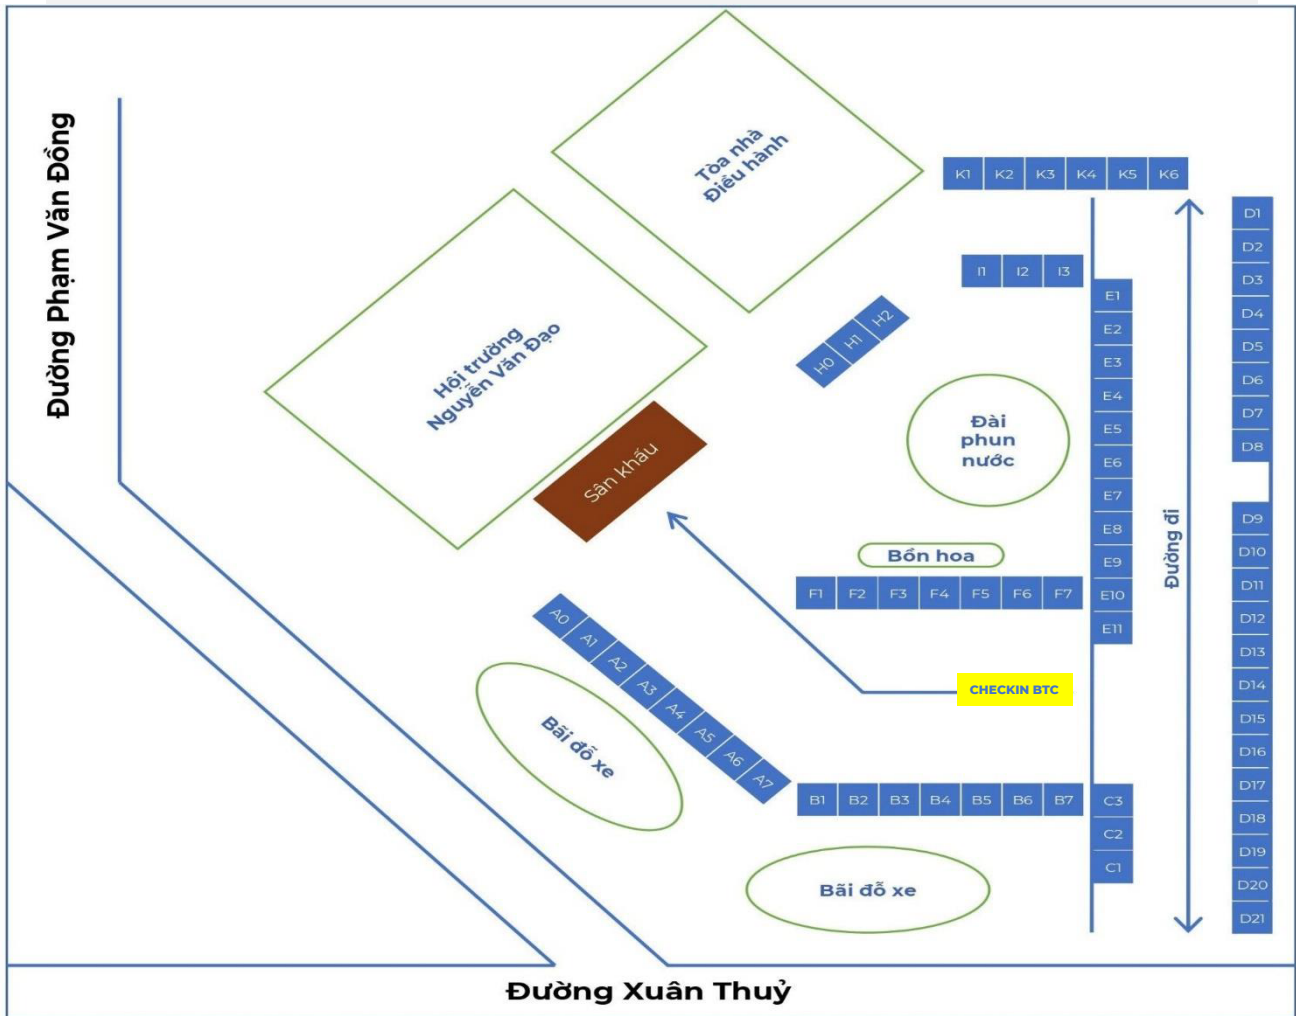 Đường Phạm Văn Đồng
Tòa nhà
Điều hành
K1 K2 K3 K4 K5 K6
Hội trường
Nguyễn Văn Đạo
Sân khấu
I1 I2 I3
H0 H1 H2
Đài
phun
nước
Bồn hoa
F1 F2 F3 F4 F5 F6 F7
E1
E2
E3
E4
E5
E6
E7
E8
E9
E10
E11
Đường đi
D1
D2
D3
D4
D5
D6
D7
D8
D9
D10
D11
D12
D13
D14
D15
D16
D17
D18
D19
D20
D21
CHECKIN BTC
A0 A1 A2 A3 A4 A5 A6 A7
Bãi đỗ xe
B1 B2 B3 B4 B5 B6 B7
C3
C2
C1
Bãi đỗ xe
Đường Xuân Thuỷ